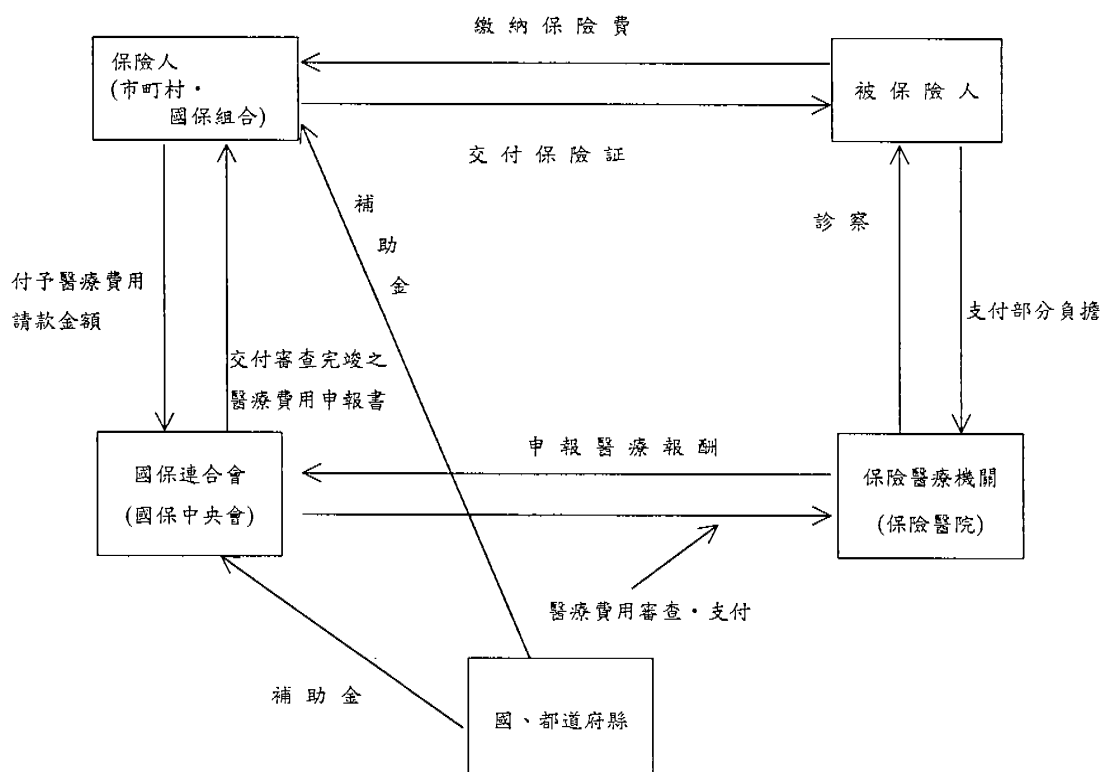 繳納保險費
保險人
(市町村・
國保組合)
被保險人
交付保險証
補助金
診察
付予醫療費用
請款金額
支付部分負擔
交付審查完竣之
醫療費用申報書
申報醫療報酬
國保連合會
(國保中央會)
保險醫療機關
(保險醫院)
醫療費用審查・支付
補助金
國、都道府縣